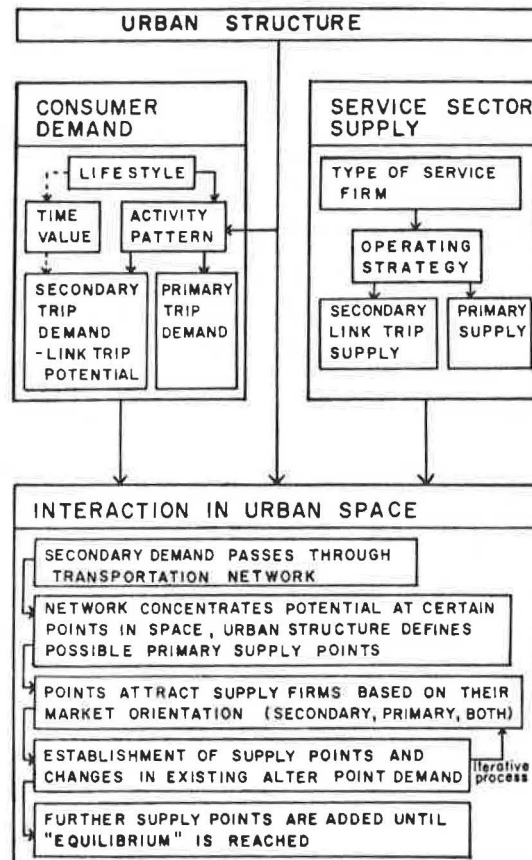 URBAN STRUCTURE
CONSUMER
DEMAND
LIFESTYLE
TIME
VALUE
ACTIVITY
PATTERN
SECONDARY
TRIP
DEMAND
-LINK TRIP
POTENTIAL
PRIMARY
TRIP
DEMAND
SERVICE SECTOR
SUPPLY
TYPE OF SERVICE
FIRM
OPERATING
STRATEGY
SECONDARY
LINK TRIP
SUPPLY
PRIMARY
SUPPLY
INTERACTION IN URBAN SPACE
SECONDARY DEMAND PASSES THROUGH
TRANSPORTATION NETWORK
NETWORK CONCENTRATES POTENTIAL AT CERTAIN
POINTS IN SPACE, URBAN STRUCTURE DEFINES
POSSIBLE PRIMARY SUPPLY POINTS
POINTS ATTRACT SUPPLY FIRMS BASED ON THEIR
MARKET ORIENTATION (SECONDARY, PRIMARY, BOTH)
ESTABLISHMENT OF SUPPLY POINTS AND
CHANGES IN EXISTING ALTER POINT DEMAND
Iterative
process
FURTHER SUPPLY POINTS ARE ADDED UNTIL
"EQUILIBRIUM" IS REACHED